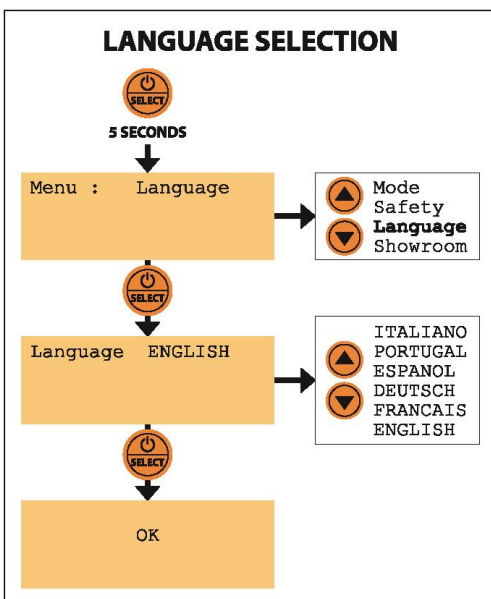 LANGUAGE SELECTION
SELECT
5 SECONDS
Menu : Language
Mode
Safety
Language
Showroom
SELECT
Language ENGLISH
ITALIANO
PORTUGAL
ESPANOL
DEUTSCH
FRANCAIS
ENGLISH
SELECT
OK